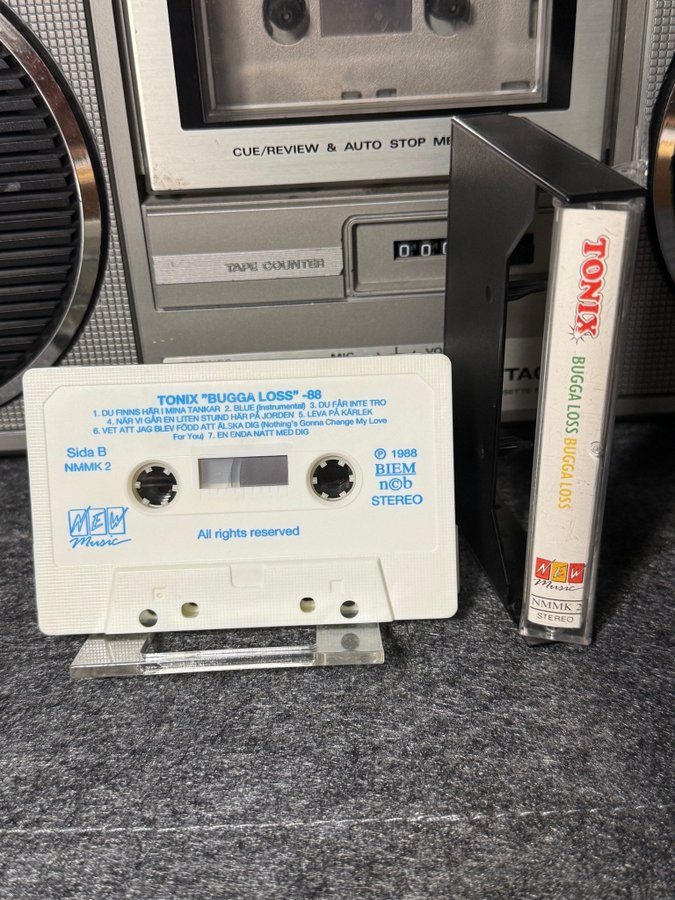 CUE/REVIEW & AUTO STOP
TAPE COUNTER
TONIX "BUGGA LOSS" -88
1. DU FINNS HÄR I MINA TANKAR 2. BLUE (Instrumental) 3. DU FÅR INTE TRO
4. NÄR VI GÅR EN LITEN STUND HÄR PÅ JORDEN 5. LEVA PÅ KÄRLEK
6. VET ATT JAG BLEV FÖDD ATT ÄLSKA DIG (Nothing's Gonna Change My Love
For You) 7. EN ENDA NATT MED DIG
Sida B
NMMK 2
℗ 1988
BIEM
n©b
STEREO
NEW
Music
All rights reserved
TONIX
BUGGA LOSS BUGGA LOSS
NEW
Music
NMMK 2
STEREO